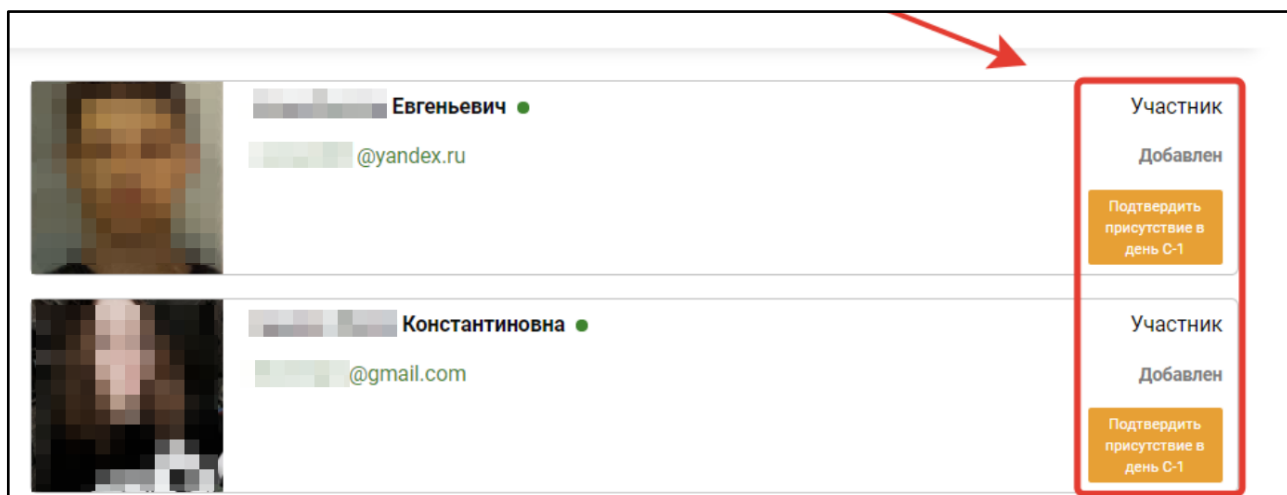 Евгеньевич
Участник
@yandex.ru
Добавлен
Подтвердить
присутствие в
день С-1
Константиновна
Участник
@gmail.com
Добавлен
Подтвердить
присутствие в
день С-1